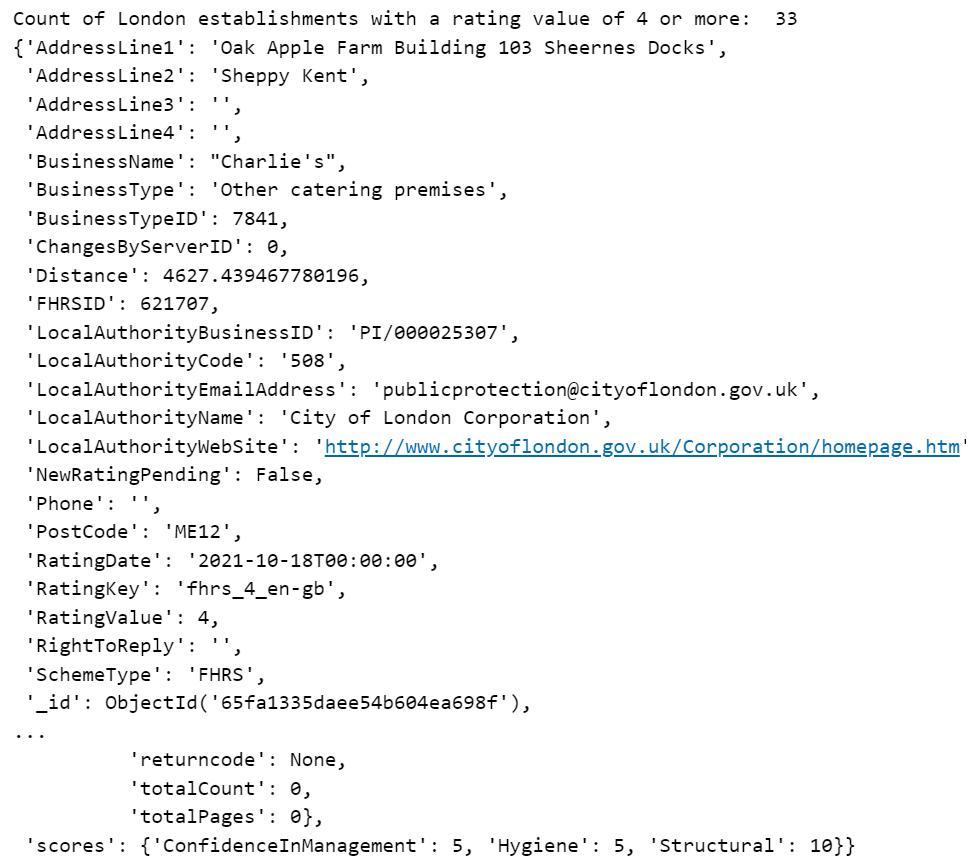 Count of London establishments with a rating value of 4 or more:  33
{'AddressLine1': 'Oak Apple Farm Building 103 Sheernes Docks',
 'AddressLine2': 'Sheppy Kent',
 'AddressLine3': '',
 'AddressLine4': '',
 'BusinessName': "Charlie's",
 'BusinessType': 'Other catering premises',
 'BusinessTypeID': 7841,
 'ChangesByServerID': 0,
 'Distance': 4627.439467780196,
 'FHRSID': 621707,
 'LocalAuthorityBusinessID': 'PI/000025307',
 'LocalAuthorityCode': '508',
 'LocalAuthorityEmailAddress': 'publicprotection@cityoflondon.gov.uk',
 'LocalAuthorityName': 'City of London Corporation',
 'LocalAuthorityWebSite': 'http://www.cityoflondon.gov.uk/Corporation/homepage.htm'
 'NewRatingPending': False,
 'Phone': '',
 'PostCode': 'ME12',
 'RatingDate': '2021-10-18T00:00:00',
 'RatingKey': 'fhrs_4_en-gb',
 'RatingValue': 4,
 'RightToReply': '',
 'SchemeType': 'FHRS',
 '_id': ObjectId('65fa1335daee54b604ea698f'),
...
          'returncode': None,
          'totalCount': 0,
          'totalPages': 0},
 'scores': {'ConfidenceInManagement': 5, 'Hygiene': 5, 'Structural': 10}}